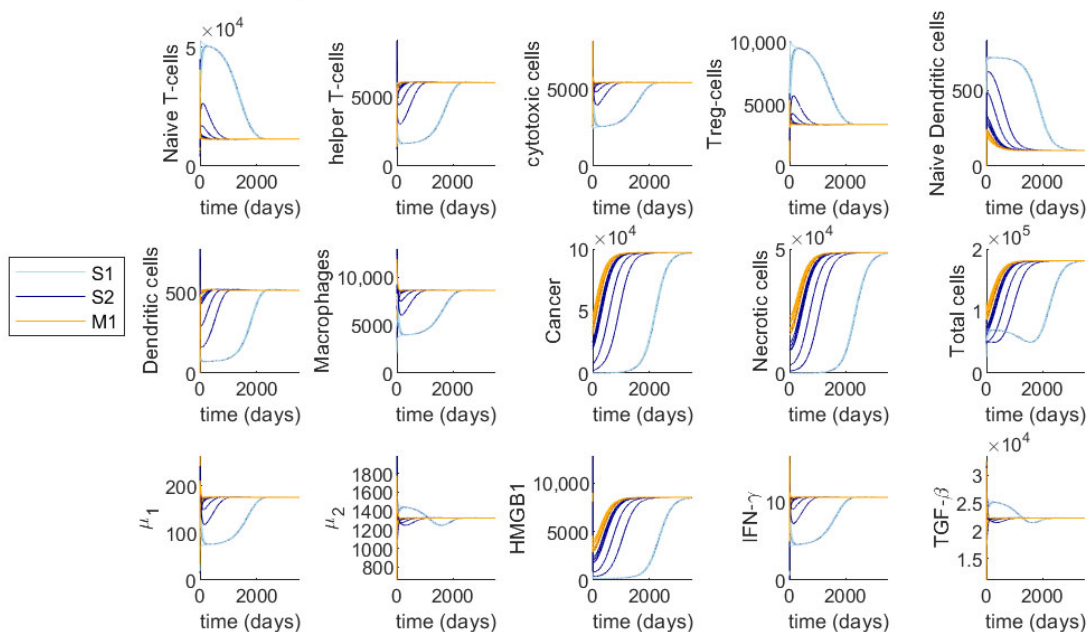 ×10⁴
Naive T-cells
5
0
0 2000
time (days)
helper T-cells
5000
0
0 2000
time (days)
cytotoxic cells
5000
0
0 2000
time (days)
Treg-cells
10,000
5000
0
0 2000
time (days)
Naive Dendritic cells
500
0
0 2000
time (days)
S1
S2
M1
Dendritic cells
500
0
0 2000
time (days)
Macrophages
10,000
5000
0
0 2000
time (days)
×10⁴
Cancer
10
5
0
0 2000
time (days)
×10⁴
Necrotic cells
5
0
0 2000
time (days)
×10⁵
Total cells
2
1
0
0 2000
time (days)
μ₁
200
100
0
0 2000
time (days)
μ₂
1800
1600
1400
1200
1000
800
0 2000
time (days)
HMGB1
10,000
5000
0
0 2000
time (days)
IFN-γ
10
0
0 2000
time (days)
×10⁴
TGF-β
3
2.5
2
1.5
0 2000
time (days)